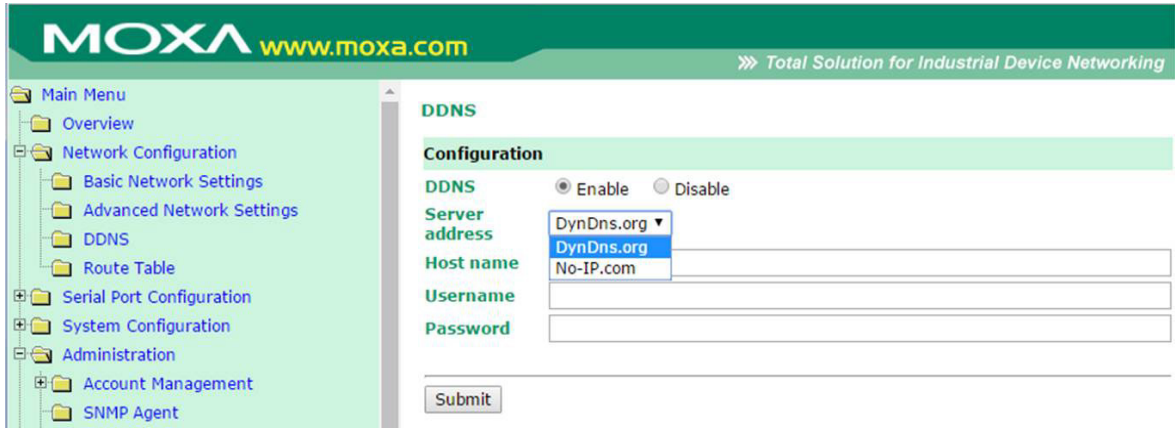 MOXA www.moxa.com
Total Solution for Industrial Device Networking
Main Menu
Overview
Network Configuration
Basic Network Settings
Advanced Network Settings
DDNS
Route Table
Serial Port Configuration
System Configuration
Administration
Account Management
SNMP Agent
DDNS
Configuration
DDNS Enable Disable
Server address DynDns.org
DynDns.org
No-IP.com
Host name
Username
Password
Submit